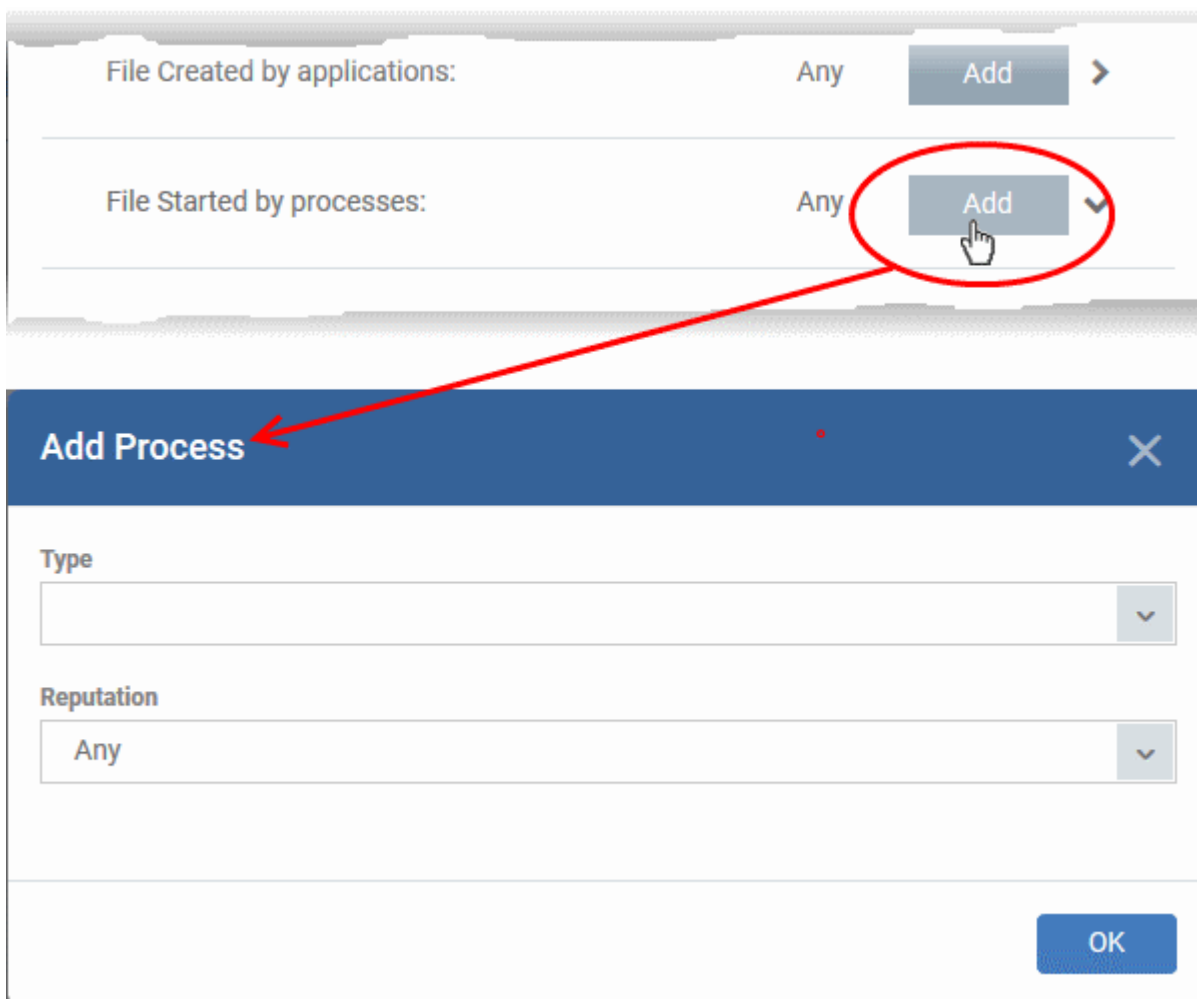 File Created by applications: Any Add
File Started by processes: Any Add
Add Process
Type
Reputation
Any
OK